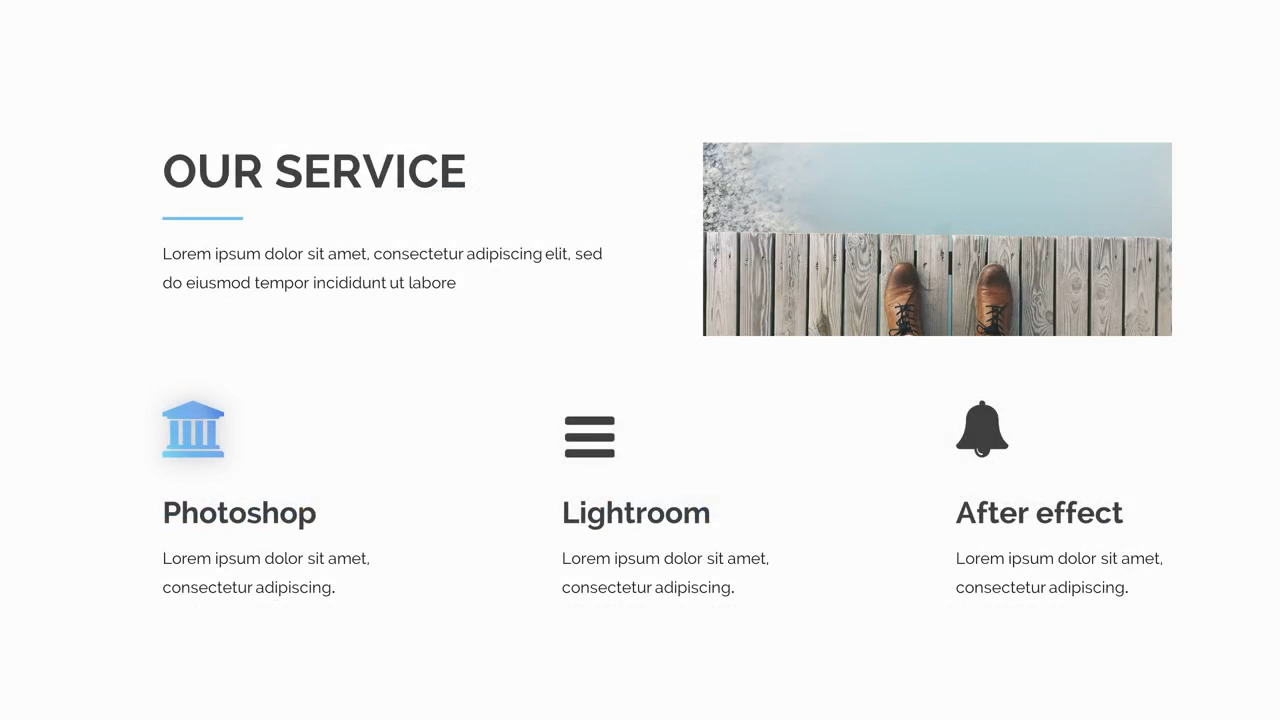 OUR SERVICE
Lorem ipsum dolor sit amet, consectetur adipiscing elit, sed
do eiusmod tempor incididunt ut labore
Photoshop
Lorem ipsum dolor sit amet,
consectetur adipiscing.
Lightroom
Lorem ipsum dolor sit amet,
consectetur adipiscing.
After effect
Lorem ipsum dolor sit amet,
consectetur adipiscing.